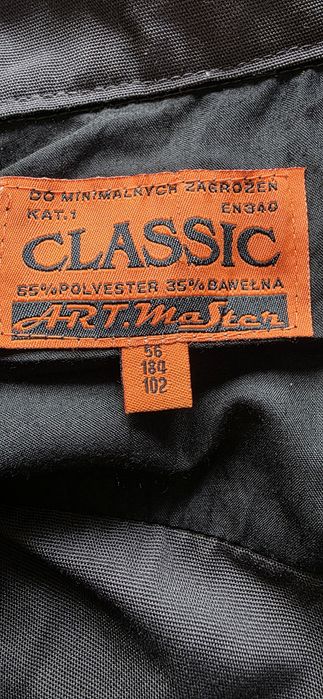 DO MINIMALNYCH ZAGROŻEŃ
KAT.1 EN340
CLASSIC
65% POLYESTER 35% BAWEŁNA
ART.Master
56
184
102